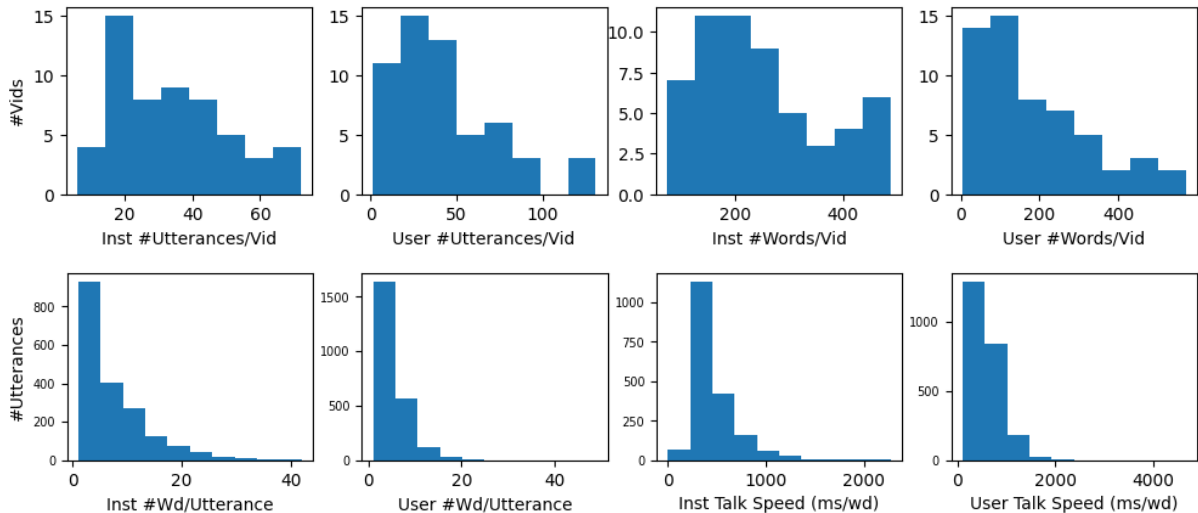 #Vids
15
10
5
0
20 40 60
Inst #Utterances/Vid
15
10
5
0
0 50 100
User #Utterances/Vid
10.0
7.5
5.0
2.5
0.0
200 400
Inst #Words/Vid
15
10
5
0
0 200 400
User #Words/Vid
#Utterances
800
600
400
200
0
0 20 40
Inst #Wd/Utterance
1500
1000
500
0
0 20 40
User #Wd/Utterance
1000
750
500
250
0
0 1000 2000
Inst Talk Speed (ms/wd)
1000
500
0
0 2000 4000
User Talk Speed (ms/wd)